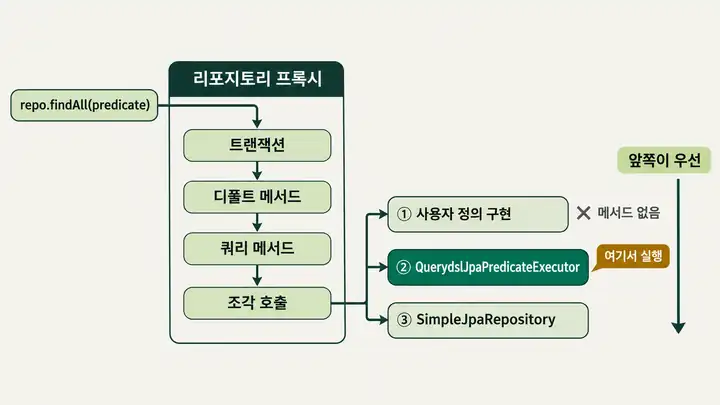 리포지토리 프록시
repo.findAll(predicate)
트랜잭션
디폴트 메서드
쿼리 메서드
조각 호출
① 사용자 정의 구현
메서드 없음
② QuerydslJpaPredicateExecutor
여기서 실행
③ SimpleJpaRepository
앞쪽이 우선